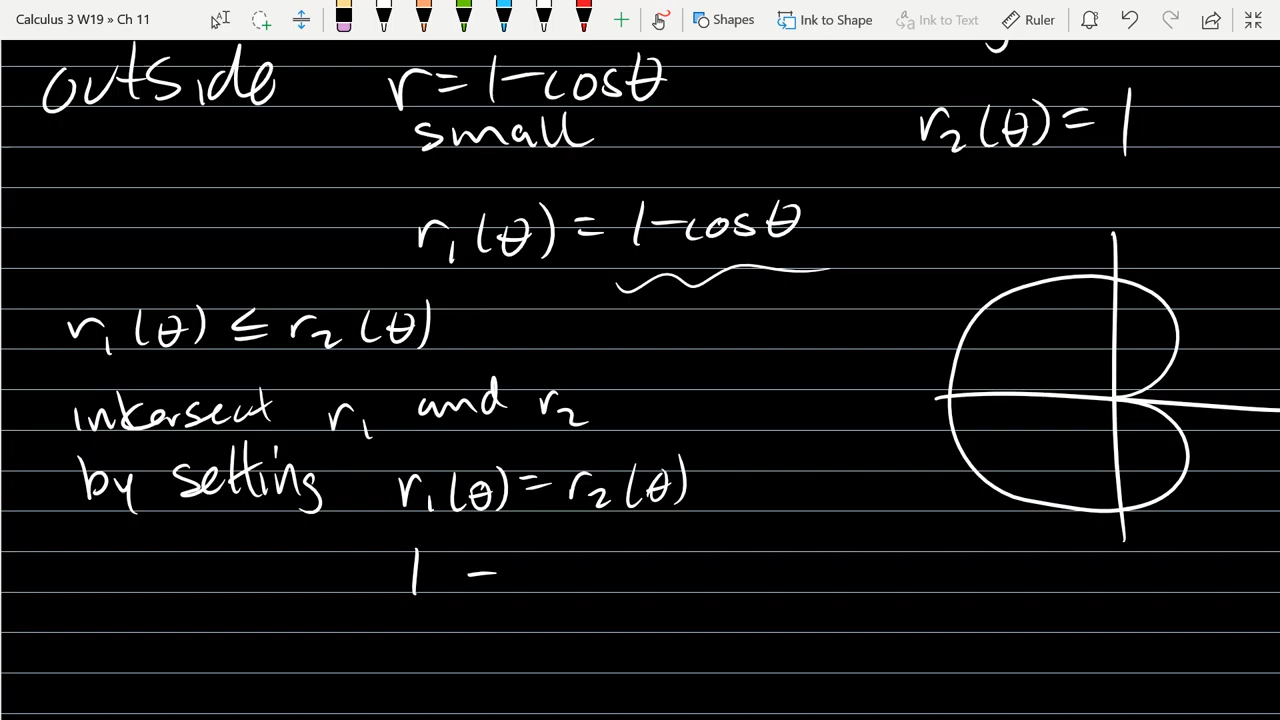 Calculus 3 W19 » Ch 11
Shapes
Ink to Shape
Ink to Text
Ruler
outside r=1-cosθ
small
r₂(θ)=1
r₁(θ)=1-cosθ
r₁(θ)≤r₂(θ)
intersect r₁ and r₂
by setting r₁(θ)=r₂(θ)
1 -